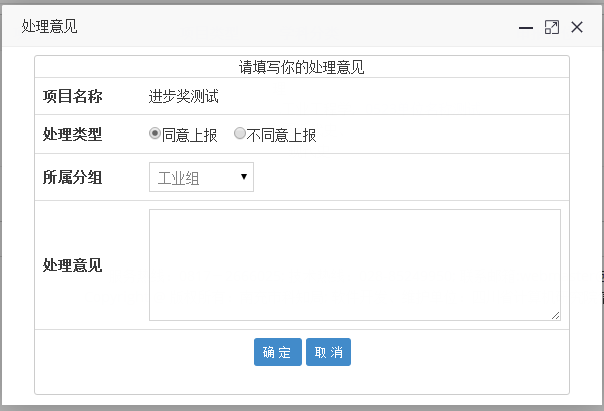 处理意见
请填写你的处理意见
项目名称 进步奖测试
处理类型 同意上报 不同意上报
所属分组 工业组
处理意见
确 定 取 消